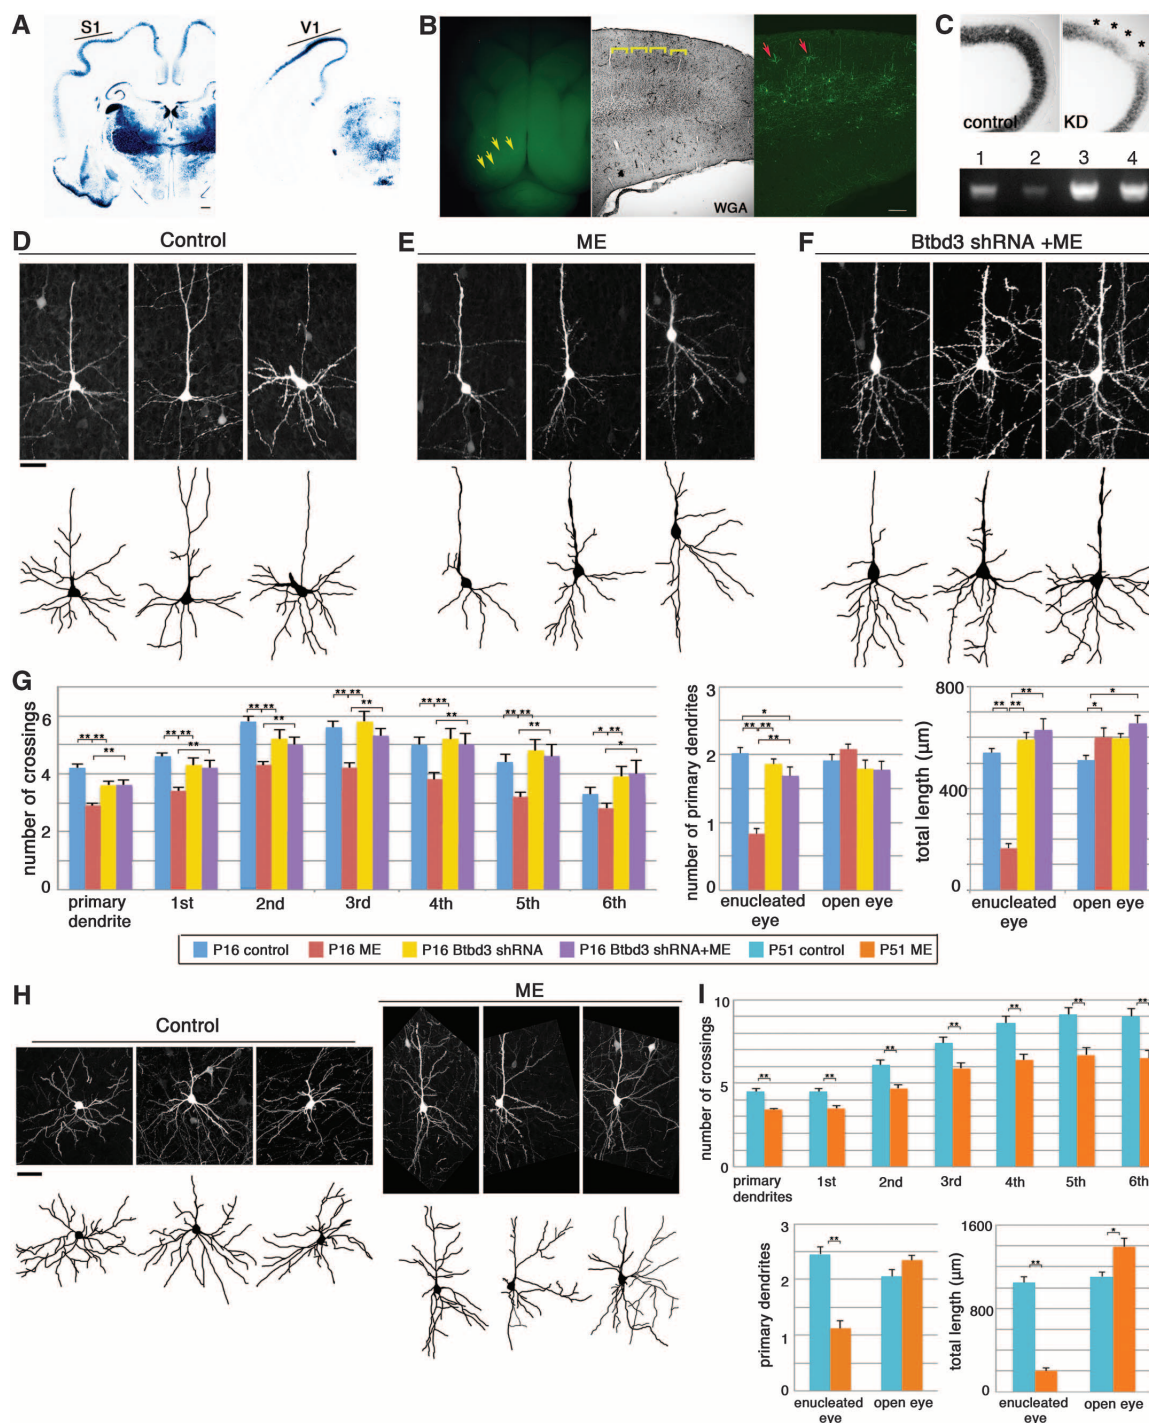 A
S1
V1
B
WGA
C
control
KD
1 2 3 4
D
Control
E
ME
F
Btbd3 shRNA +ME
G
number of crossings
6
4
2
0
** ** ** ** ** ** ** ** ** ** * **
** ** ** ** ** ** *
primary dendrite
1st
2nd
3rd
4th
5th
6th
number of primary dendrites
3
2
1
0
*
** **
**
enucleated eye
open eye
total length (µm)
800
400
0
**
** **
*
*
enucleated eye
open eye
P16 control
P16 ME
P16 Btbd3 shRNA
P16 Btbd3 shRNA+ME
P51 control
P51 ME
H
Control
ME
I
number of crossings
10
5
0
** ** ** ** ** ** **
primary dendrites
1st
2nd
3rd
4th
5th
6th
primary dendrites
3
2
1
0
**
enucleated eye
open eye
total length (µm)
1600
800
0
**
*
enucleated eye
open eye